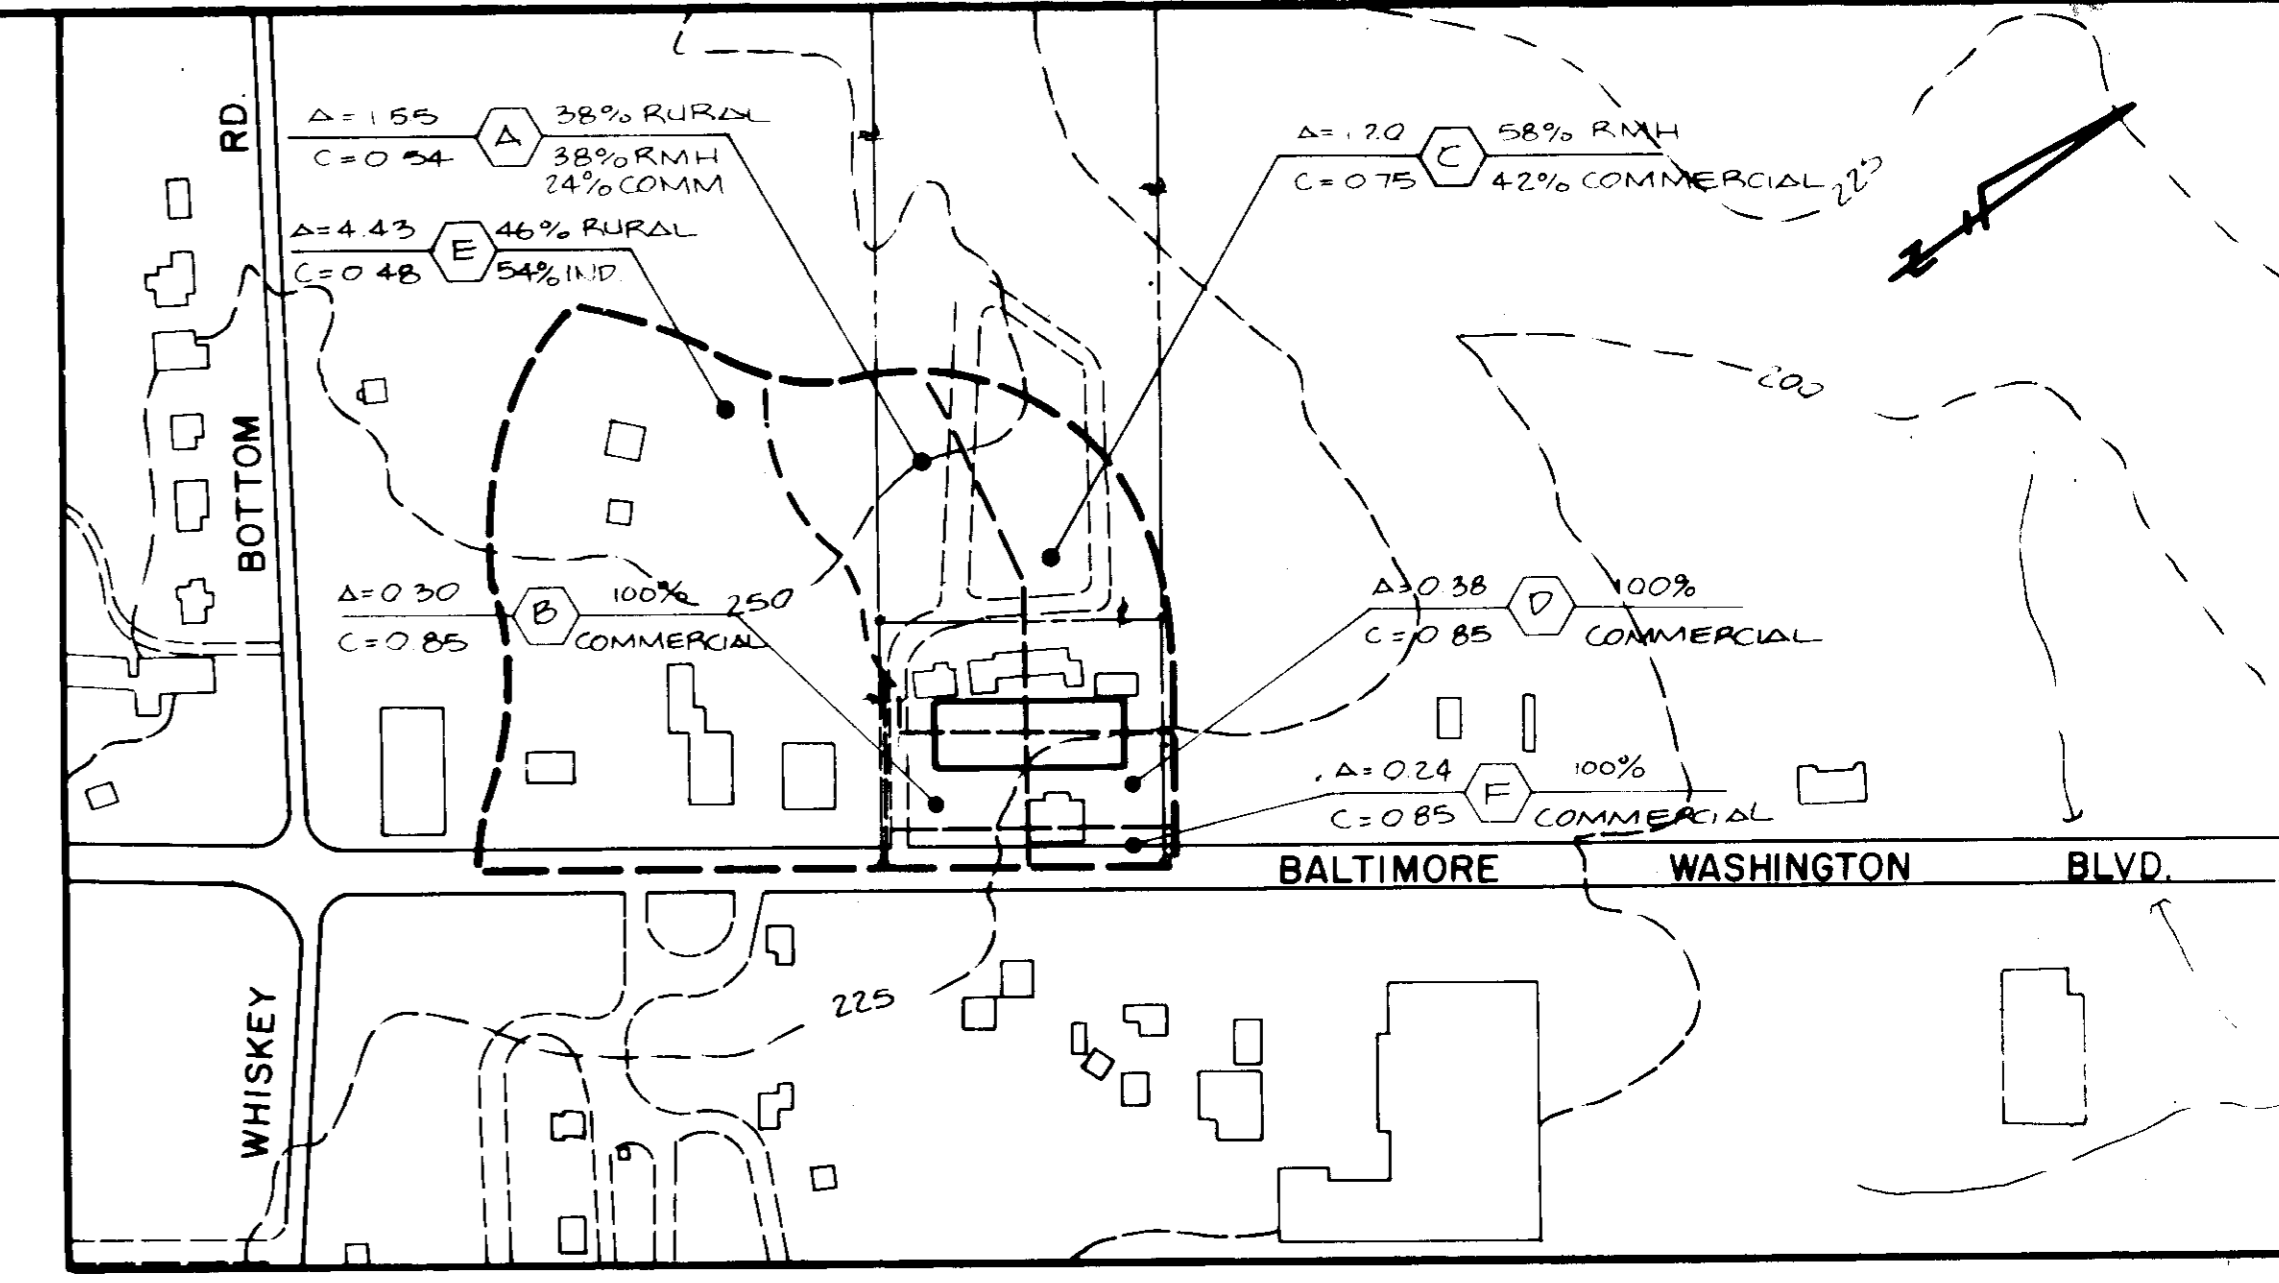 RD.
BOTTOM
WHISKEY
A=1 55
C=0 54
A
38% RURAL
38% RMH
24% COMM
A=4.43
C=0 48
E
46% RURAL
54% IND.
A=1.20
C=0 75
C
58% RMH
42% COMMERCIAL
N
200
A=0 30
C=0.85
B
100%
COMMERCIAL
250
A=0.38
C=0 85
D
100%
COMMERCIAL
A=0.24
C=0 85
F
100%
COMMERCIAL
BALTIMORE WASHINGTON BLVD.
225